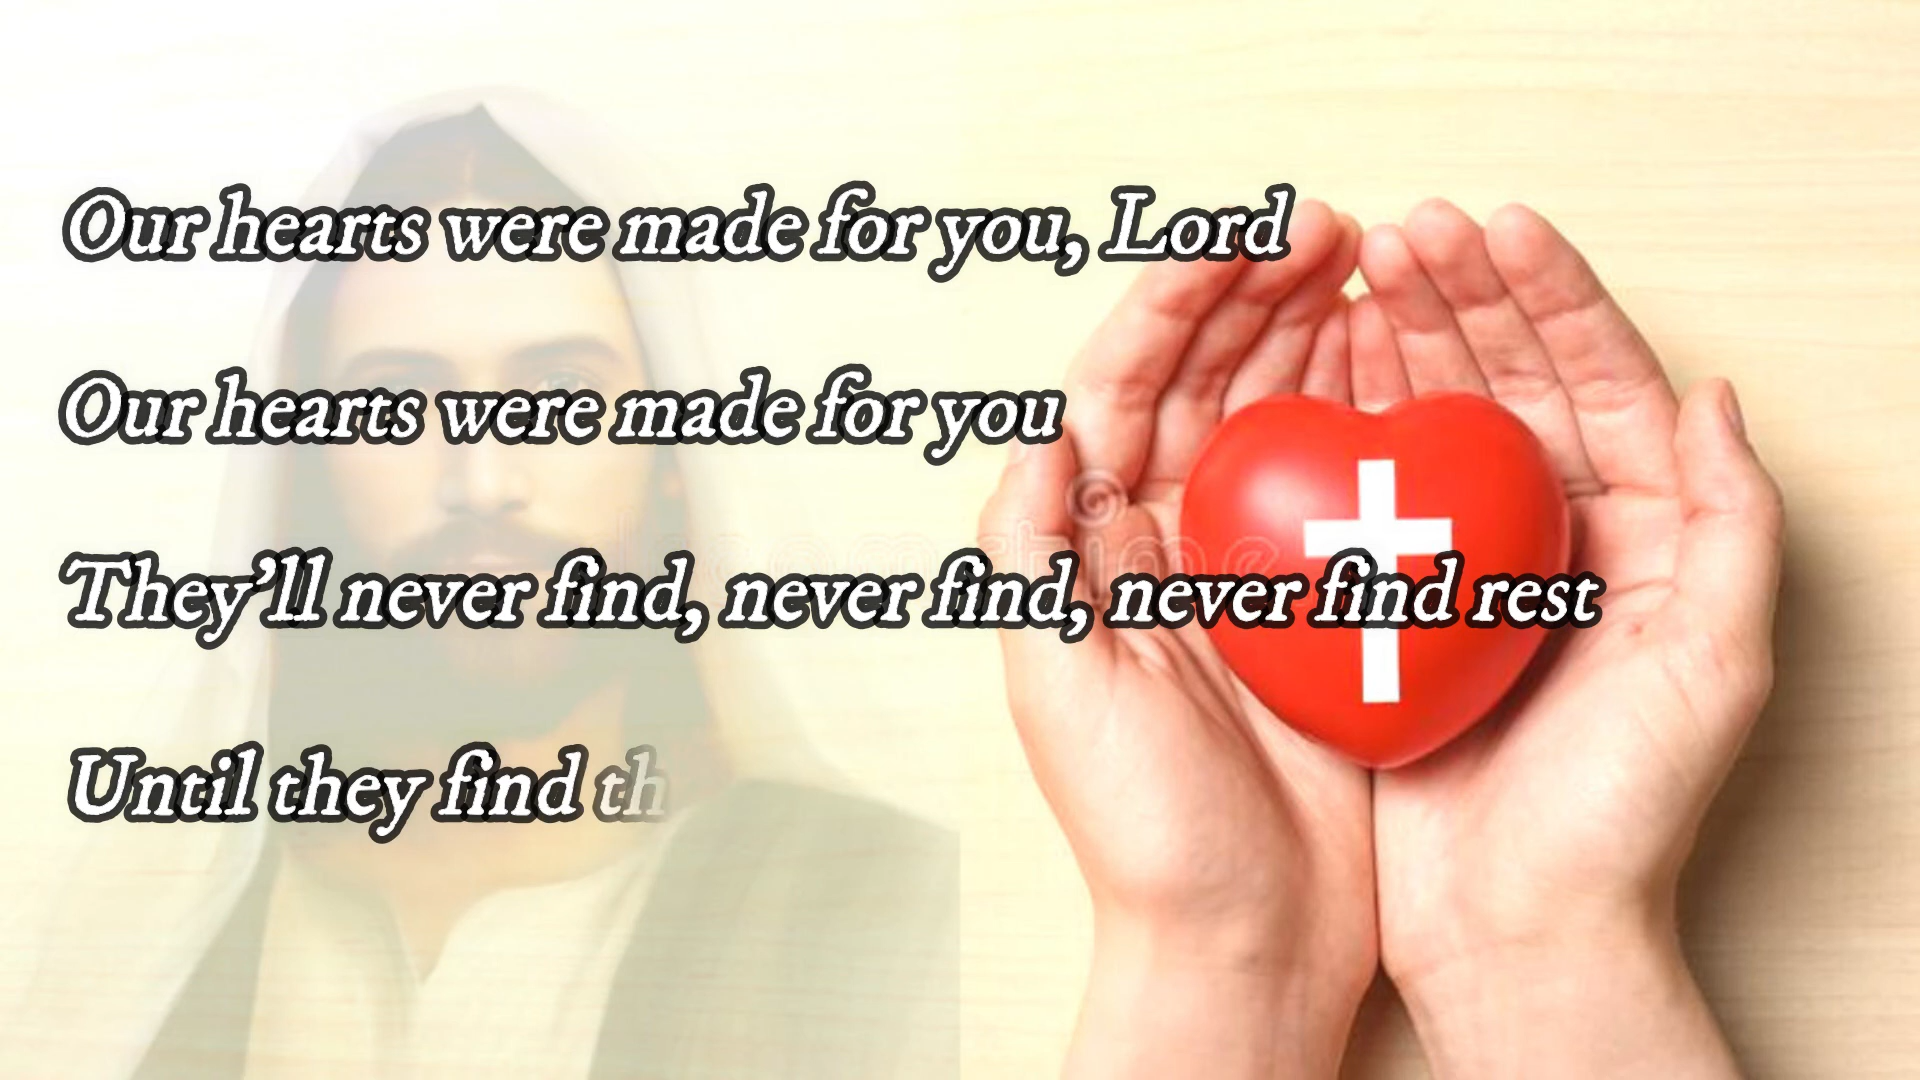 Our hearts were made for you, Lord
Our hearts were made for you
They'll never find, never find, never find rest
Until they find th